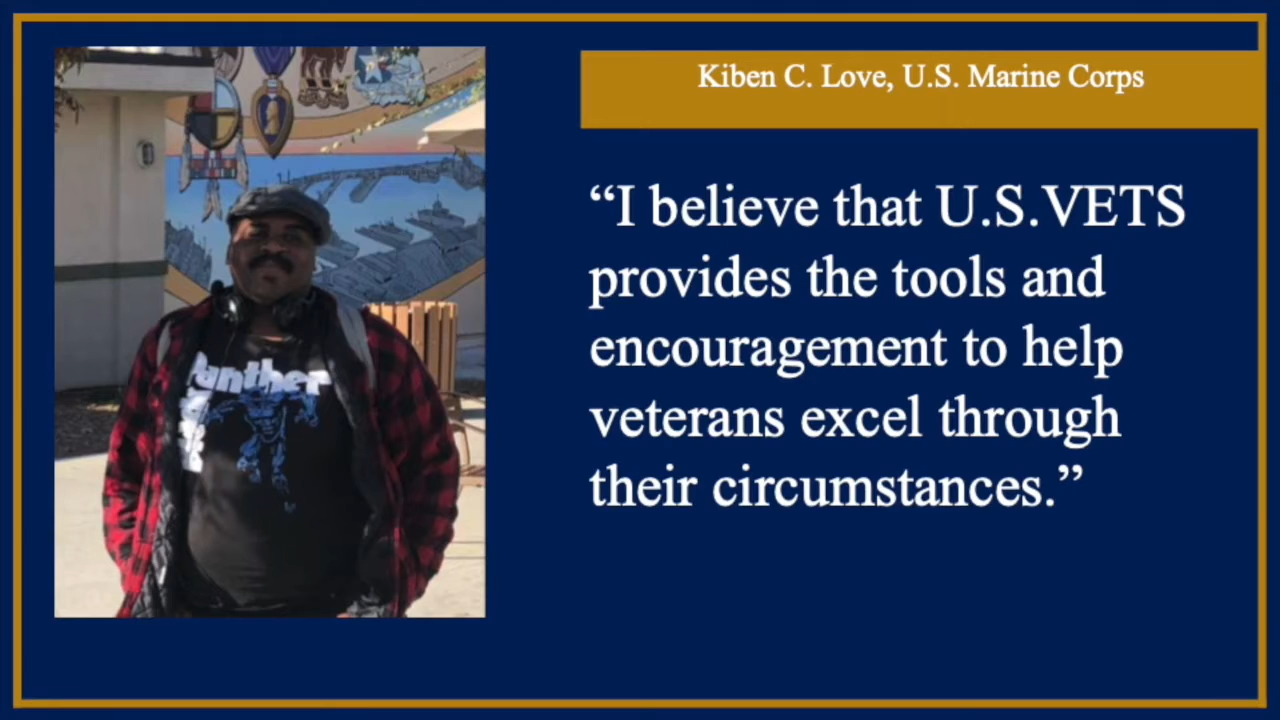 Kiben C. Love, U.S. Marine Corps
“I believe that U.S.VETS
provides the tools and
encouragement to help
veterans excel through
their circumstances.”
Panther